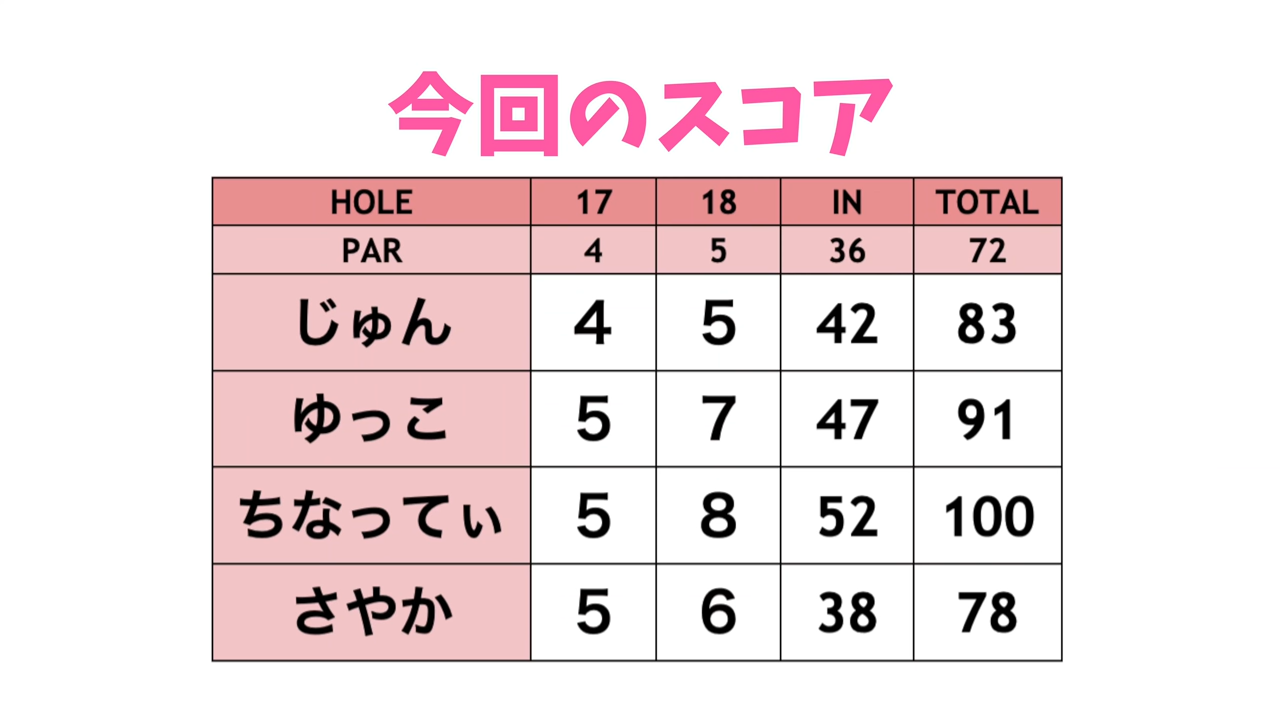 今回のスコア
HOLE 17 18 IN TOTAL
PAR 4 5 36 72
じゅん 4 5 42 83
ゆっこ 5 7 47 91
ちなってぃ 5 8 52 100
さやか 5 6 38 78